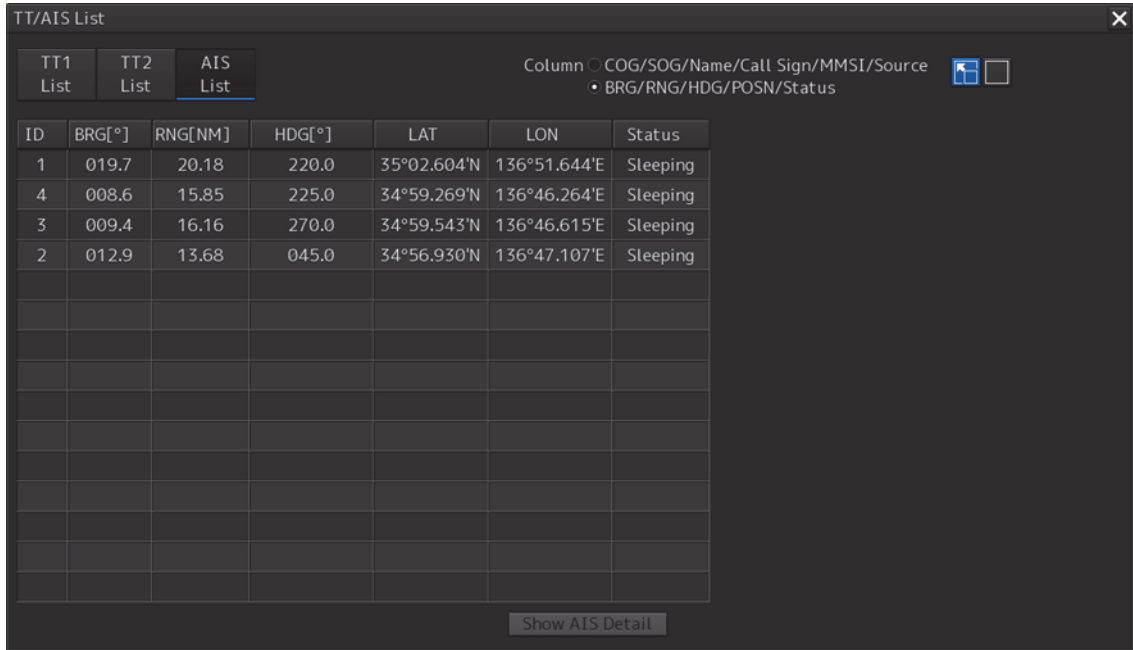 TT/AIS List
TT1 List
TT2 List
AIS List
Column COG/SOG/Name/Call Sign/MMSI/Source
BRG/RNG/HDG/POSN/Status
ID BRG[°] RNG[NM] HDG[°] LAT LON Status
1 019.7 20.18 220.0 35°02.604'N 136°51.644'E Sleeping
4 008.6 15.85 225.0 34°59.269'N 136°46.264'E Sleeping
3 009.4 16.16 270.0 34°59.543'N 136°46.615'E Sleeping
2 012.9 13.68 045.0 34°56.930'N 136°47.107'E Sleeping
Show AIS Detail